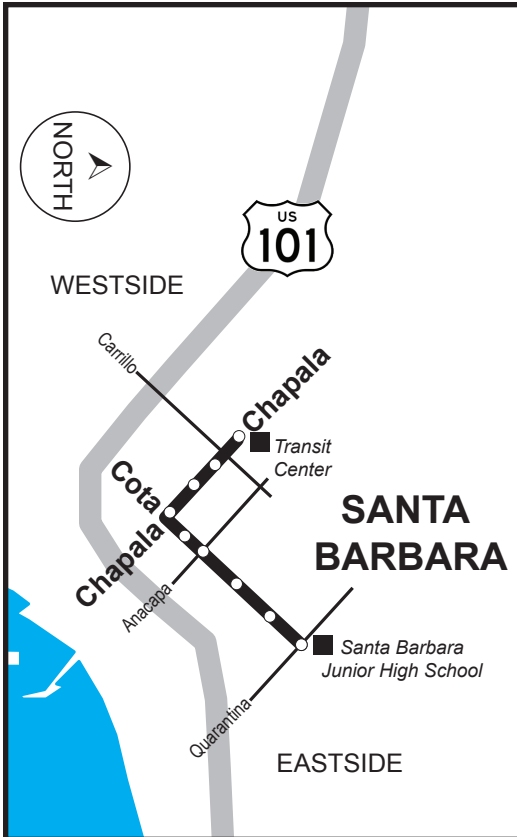 NORTH
US
101
WESTSIDE
Carrillo
Chapala
Transit
Center
Cota
Chapala
SANTA
BARBARA
Anacapa
Santa Barbara
Junior High School
Quarantina
EASTSIDE